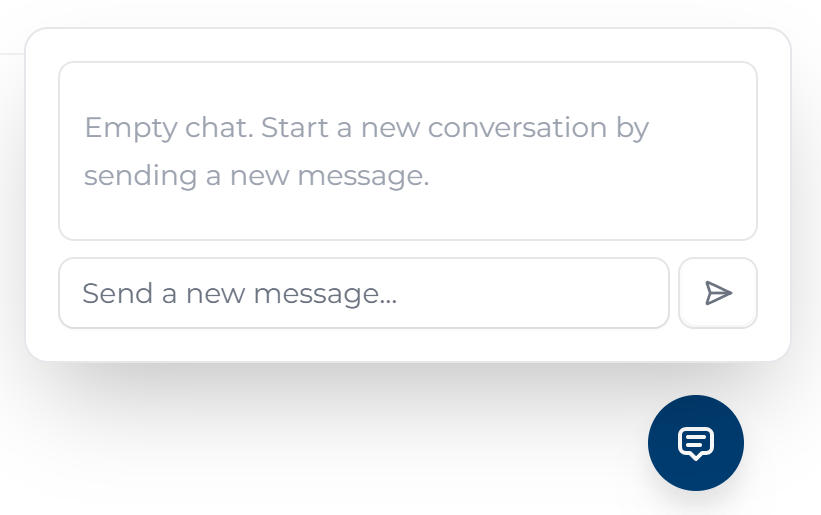 Empty chat. Start a new conversation by
sending a new message.
Send a new message...